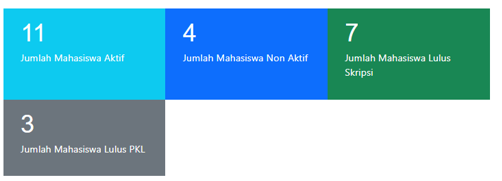 11
Jumlah Mahasiswa Aktif
4
Jumlah Mahasiswa Non Aktif
7
Jumlah Mahasiswa Lulus
Skripsi
3
Jumlah Mahasiswa Lulus PKL